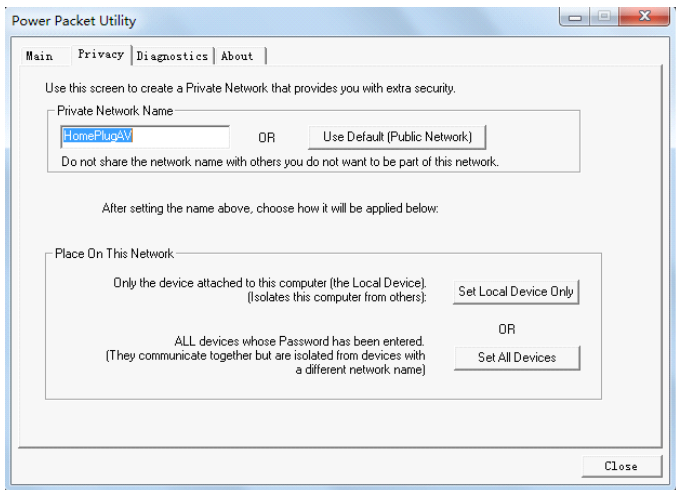 Power Packet Utility
Main Privacy Diagnostics About
Use this screen to create a Private Network that provides you with extra security.
Private Network Name
HomePlugAV OR Use Default (Public Network)
Do not share the network name with others you do not want to be part of this network.
After setting the name above, choose how it will be applied below:
Place On This Network
Only the device attached to this computer (the Local Device).
(Isolates this computer from others): Set Local Device Only
OR
ALL devices whose Password has been entered.
(They communicate together but are isolated from devices with Set All Devices
a different network name)
Close